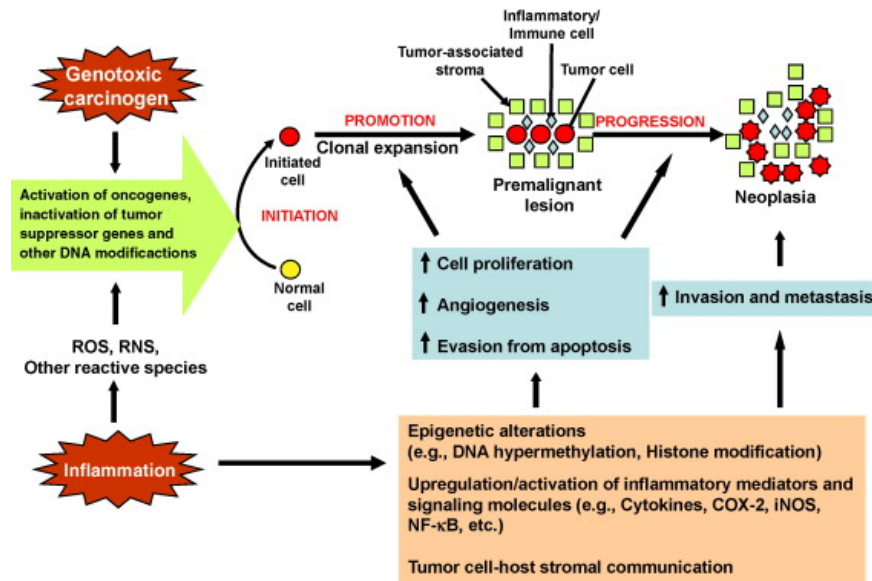 Genotoxic
carcinogen
Inflammatory/
Immune cell
Tumor-associated
stroma
Tumor cell
PROMOTION
Clonal expansion
PROGRESSION
Initiated
cell
Premalignant
lesion
Neoplasia
Activation of oncogenes,
inactivation of tumor
suppressor genes and
other DNA modificactions
INITIATION
Normal
cell
Cell proliferation
Angiogenesis
Evasion from apoptosis
Invasion and metastasis
ROS, RNS,
Other reactive species
Inflammation
Epigenetic alterations
(e.g., DNA hypermethylation, Histone modification)
Upregulation/activation of inflammatory mediators and
signaling molecules (e.g., Cytokines, COX-2, iNOS,
NF-κB, etc.)
Tumor cell-host stromal communication